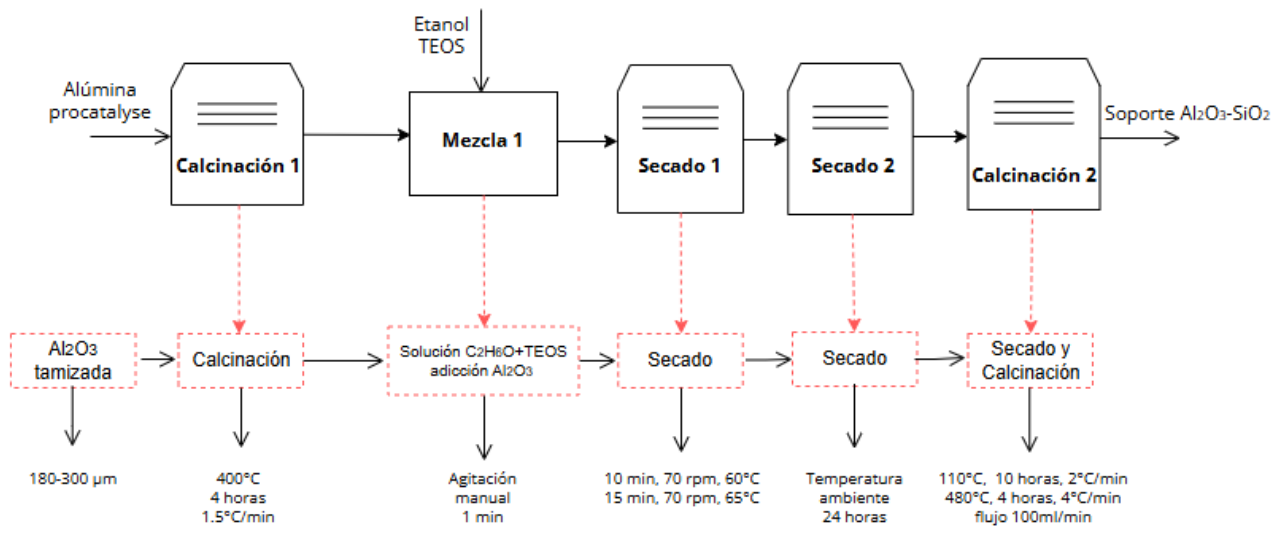 Etanol
TEOS
Alúmina
procatalyse
Calcinación 1
Mezcla 1
Secado 1
Secado 2
Calcinación 2
Soporte Al2O3-SiO2
Al2O3
tamizada
Calcinación
Solución C2H6O+TEOS
adicción Al2O3
Secado
Secado
Secado y
Calcinación
180-300 µm
400°C
4 horas
1.5°C/min
Agitación
manual
1 min
10 min, 70 rpm, 60°C
15 min, 70 rpm, 65°C
Temperatura
ambiente
24 horas
110°C, 10 horas, 2°C/min
480°C, 4 horas, 4°C/min
flujo 100ml/min